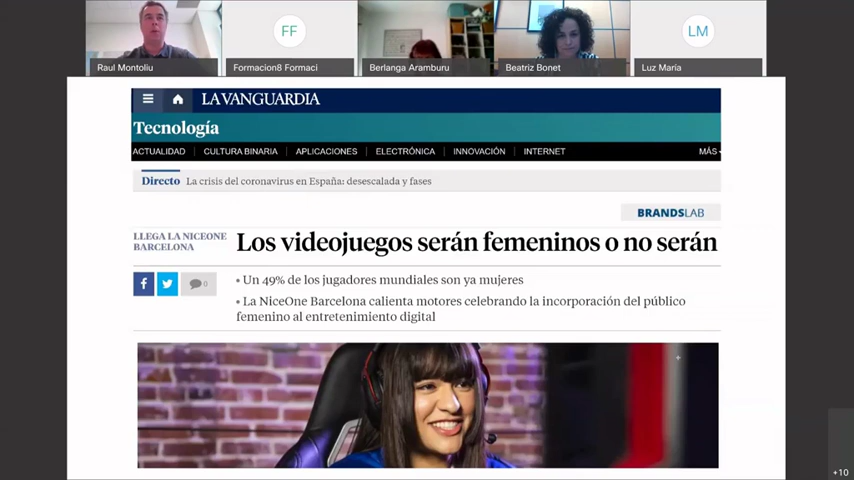 FF
LM
Raul Montoliu
Formacion8 Formaci
Berlanga Aramburu
Beatriz Bonet
Luz María
LA VANGUARDIA
Tecnología
ACTUALIDAD
CULTURA BINARIA
APLICACIONES
ELECTRÓNICA
INNOVACIÓN
INTERNET
MÁS
Directo La crisis del coronavirus en España: desescalada y fases
BRANDSLAB
LLEGA LA NICEONE
BARCELONA
Los videojuegos serán femeninos o no serán
0
• Un 49% de los jugadores mundiales son ya mujeres
• La NiceOne Barcelona calienta motores celebrando la incorporación del público
femenino al entretenimiento digital
+10